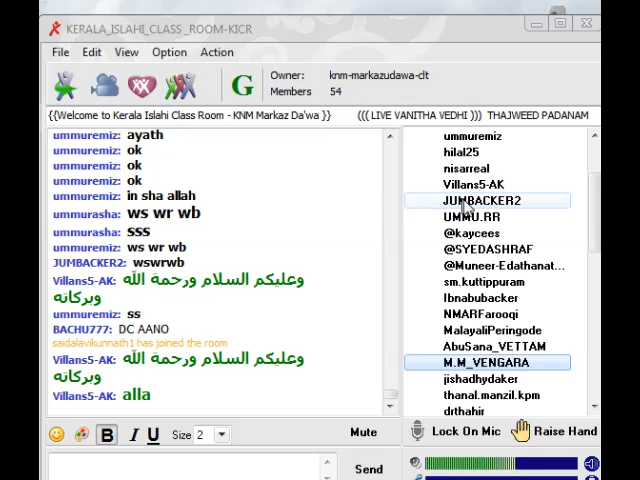 KERALA_ISLAHI_CLASS_ROOM-KICR
File Edit View Option Action
G Owner: knm-markazudawa-clt
Members 54
{{Welcome to Kerala Islahi Class Room - KNM Markaz Da'wa }} ((( LIVE VANITHA VEDHI ))) THAJWEED PADANAM
ummuremiz: ayath
ummuremiz: ok
ummuremiz: ok
ummuremiz: ok
ummuremiz: in sha allah
ummurasha: ws wr wb
ummurasha: sss
ummuremiz: ws wr wb
JUMBACKER2: wswrwb
Villans5-AK: وعليكم السلام ورحمة الله
وبركاته
ummuremiz: ss
BACHU777: DC AANO
saidalavikunnath1 has joined the room
Villans5-AK: وعليكم السلام ورحمة الله
وبركاته
Villans5-AK: alla
ummuremiz
hilal25
nisarreal
Villans5-AK
JUMBACKER2
UMMU.RR
@kaycees
@SYEDASHRAF
@Muneer-Edathanat...
sm.kuttippuram
Ibnabubacker
NMARFarooqi
MalayaliPeringode
AbuSana_VETTAM
M.M_VENGARA
jishadhydaker
thanal.manzil.kpm
drthahir
B I U Size 2 Mute
Lock On Mic Raise Hand
Send